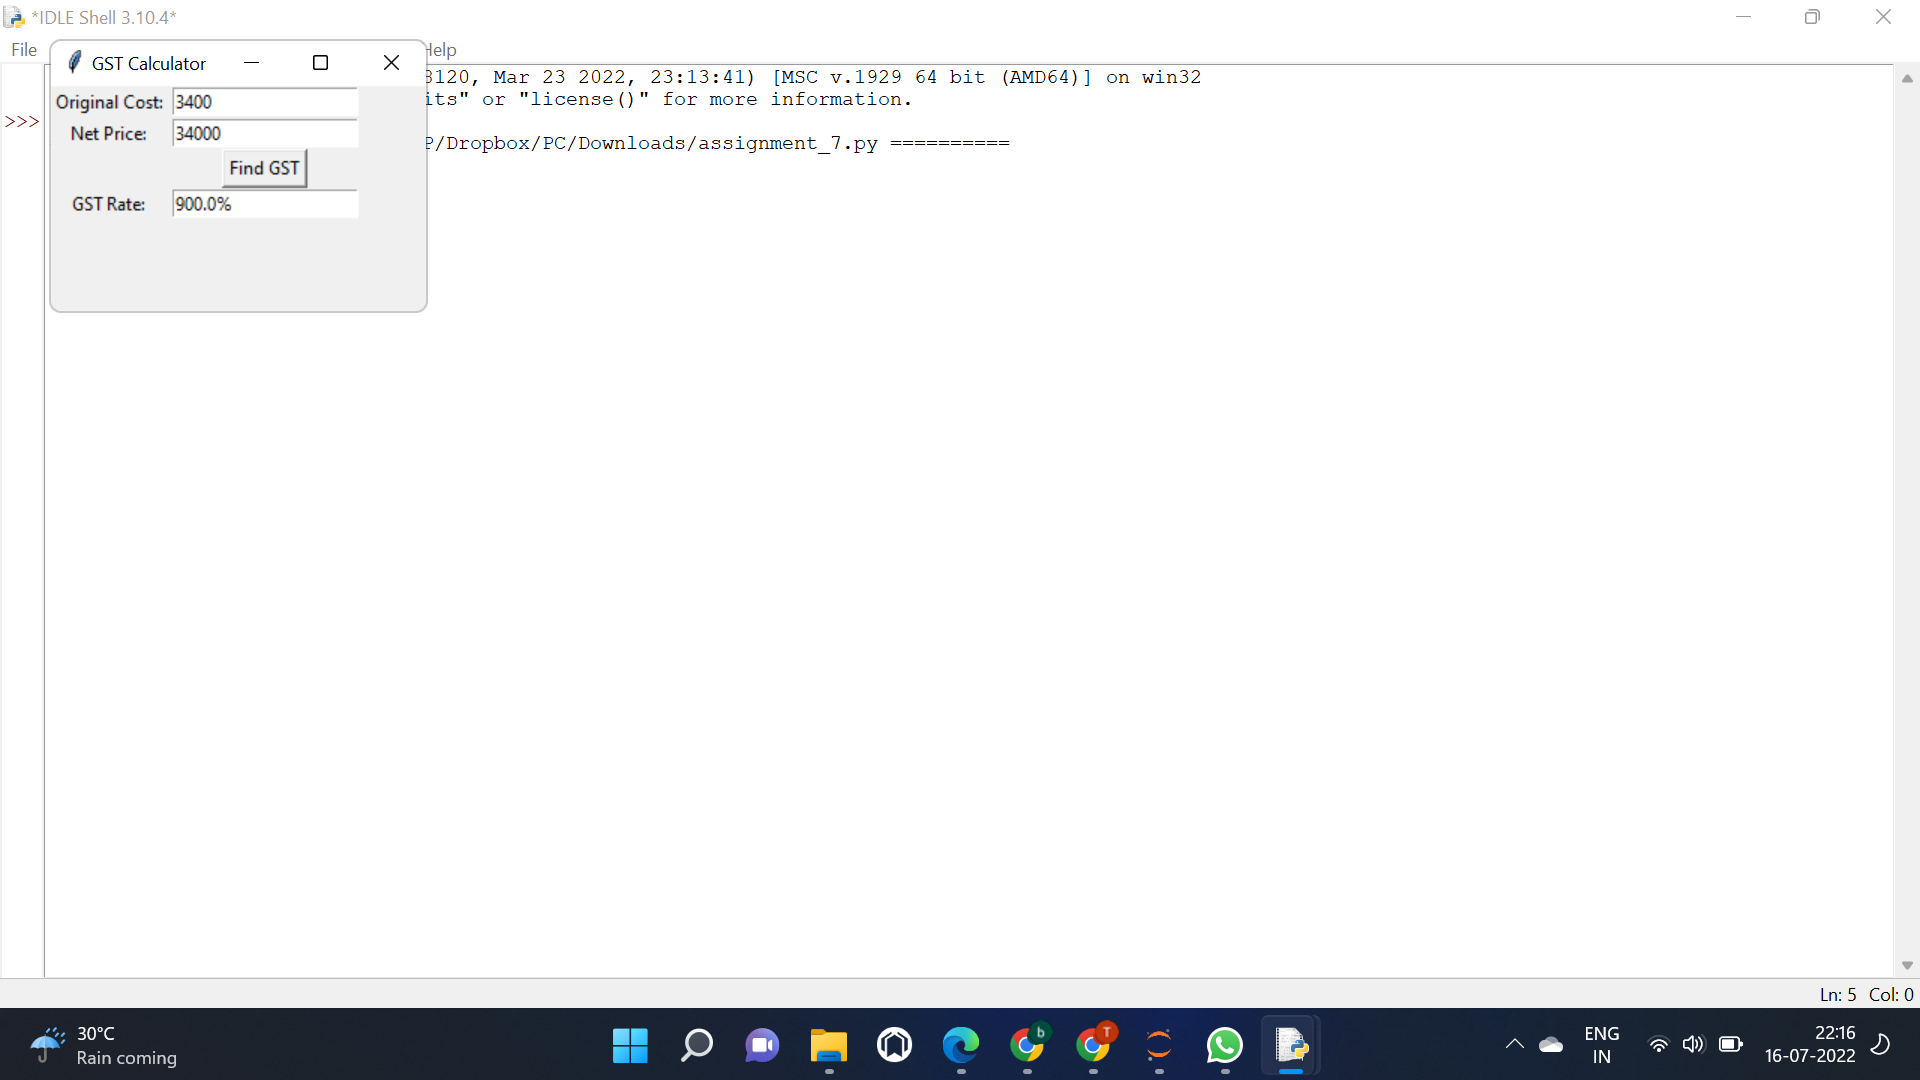 *IDLE Shell 3.10.4*
File
Help
GST Calculator
3120, Mar 23 2022, 23:13:41) [MSC v.1929 64 bit (AMD64)] on win32
its" or "license()" for more information.
>>>
P/Dropbox/PC/Downloads/assignment_7.py ==========
Original Cost: 3400
Net Price: 34000
Find GST
GST Rate: 900.0%
Ln: 5 Col: 0
30°C
Rain coming
b
T
ENG
IN
22:16
16-07-2022